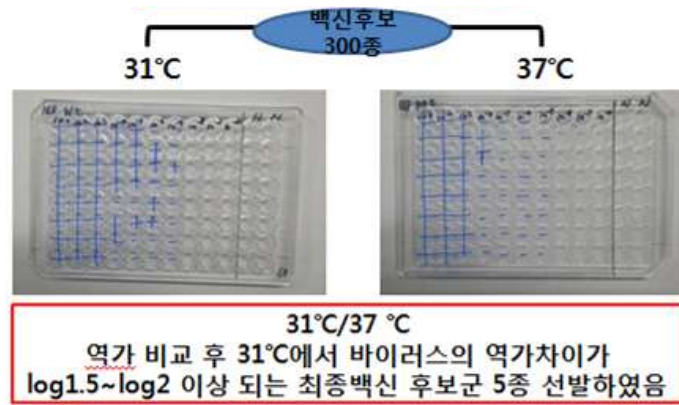 백신후보
300종
31℃
37℃
31℃/37 ℃
역가 비교 후 31℃에서 바이러스의 역가차이가
log1.5~log2 이상 되는 최종백신 후보군 5종 선발하였음